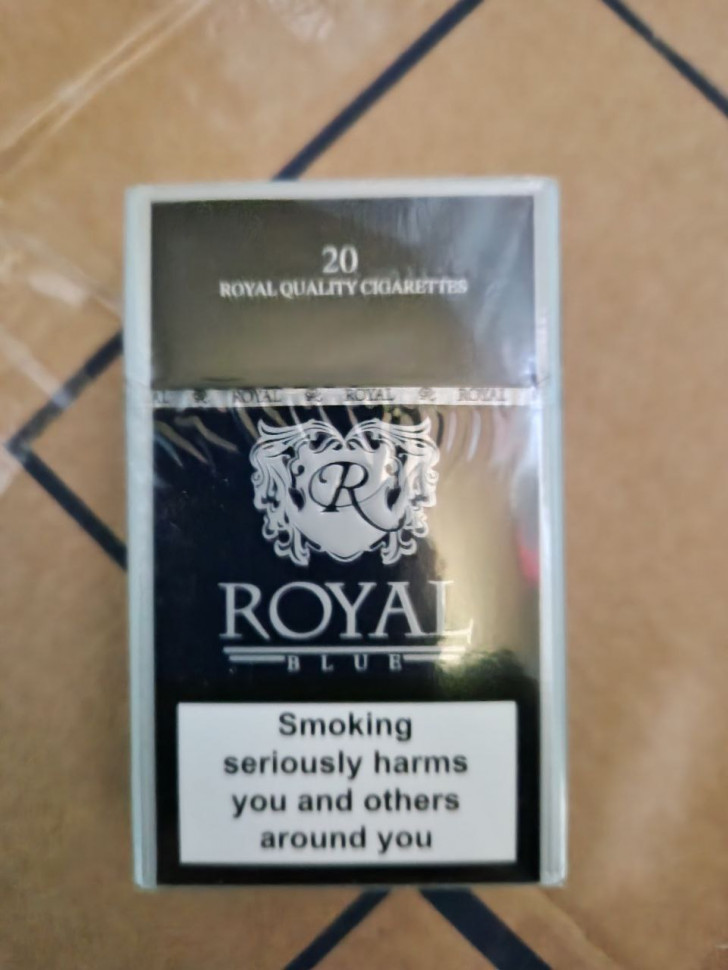 20
ROYAL QUALITY CIGARETTES
ROYAL ROYAL ROYAL
R
ROYAL
BLUE
Smoking
seriously harms
you and others
around you